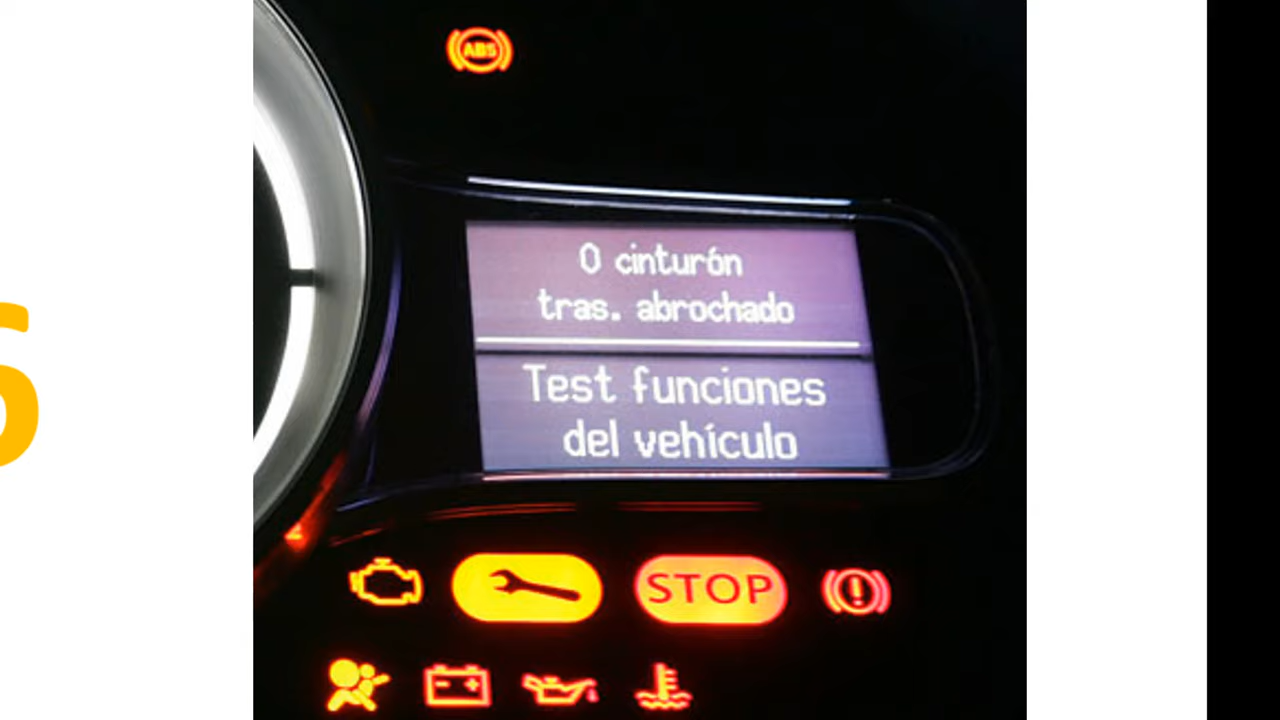 ABS
0 cinturón
tras. abrochado
Test funciones
del vehículo
STOP